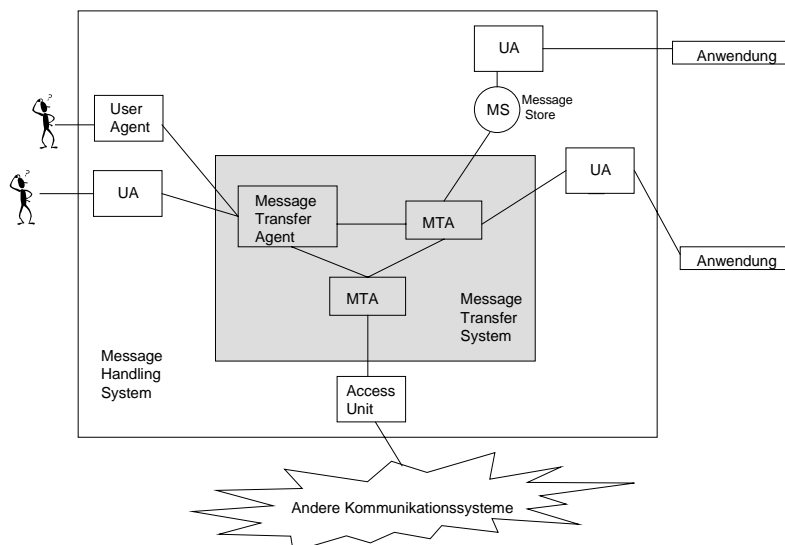 UA
Anwendung
MS
Message
Store
User
Agent
UA
UA
Message
Transfer
Agent
MTA
Anwendung
MTA
Message
Transfer
System
Message
Handling
System
Access
Unit
Andere Kommunikationssysteme